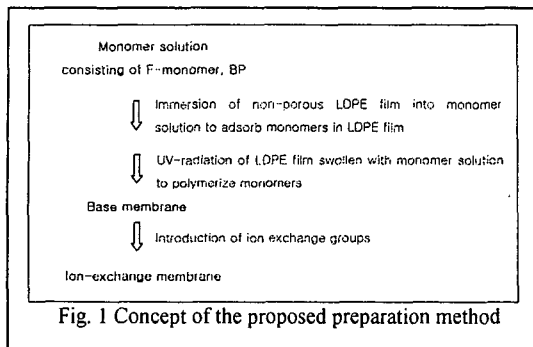 Monomer solution
consisting of F-monomer, BP
Immersion of non-porous LDPE film into monomer
solution to adsorb monomers in LDPE film
UV-radiation of LDPE film swollen with monomer solution
to polymerize monomers
Base membrane
Introduction of ion exchange groups
Ion-exchange membrane
Fig. 1 Concept of the proposed preparation method